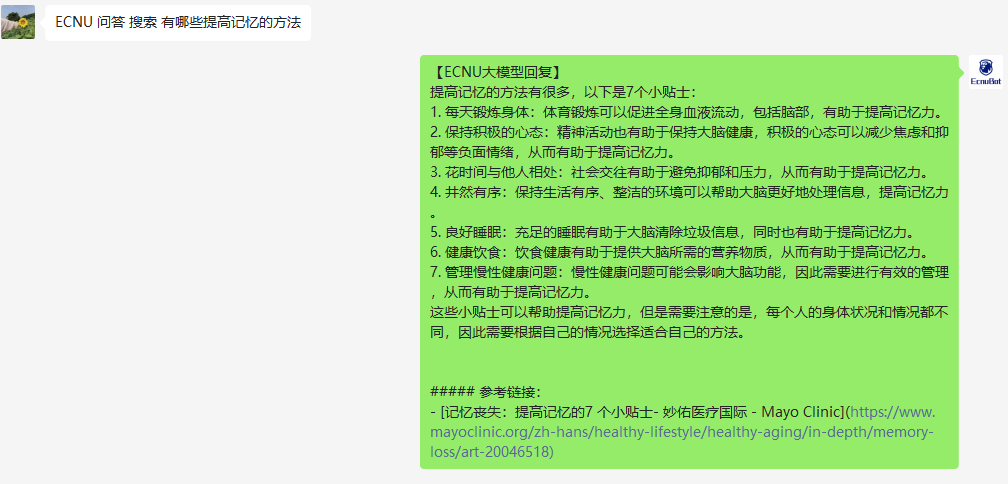 ECNU 问答 搜索 有哪些提高记忆的方法
【ECNU大模型回复】
EcnuBot
提高记忆的方法有很多，以下是7个小贴士：
1. 每天锻炼身体：体育锻炼可以促进全身血液流动，包括脑部，有助于提高记忆力。
2. 保持积极的心态：精神活动也有助于保持大脑健康，积极的心态可以减少焦虑和抑
郁等负面情绪，从而有助于提高记忆力。
3. 花时间与他人相处：社会交往有助于避免抑郁和压力，从而有助于提高记忆力。
4. 井然有序：保持生活有序、整洁的环境可以帮助大脑更好地处理信息，提高记忆力
。
5. 良好睡眠：充足的睡眠有助于大脑清除垃圾信息，同时也有助于提高记忆力。
6. 健康饮食：饮食健康有助于提供大脑所需的营养物质，从而有助于提高记忆力。
7. 管理慢性健康问题：慢性健康问题可能会影响大脑功能，因此需要进行有效的管理
，从而有助于提高记忆力。
这些小贴士可以帮助提高记忆力，但是需要注意的是，每个人的身体状况和情况都不
同，因此需要根据自己的情况选择适合自己的方法。
##### 参考链接：
- [记忆丧失：提高记忆的7 个小贴士- 妙佑医疗国际 - Mayo Clinic](https://www.
mayoclinic.org/zh-hans/healthy-lifestyle/healthy-aging/in-depth/memory-
loss/art-20046518)